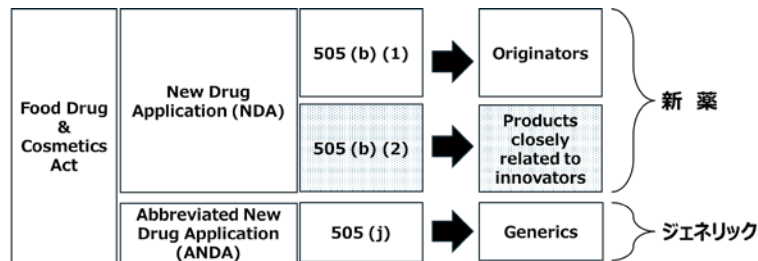 Food Drug
&
Cosmetics
Act
New Drug
Application (NDA)
505 (b) (1)
Originators
505 (b) (2)
Products
closely
related to
innovators
新 薬
Abbreviated New
Drug Application
(ANDA)
505 (j)
Generics
ジェネリック